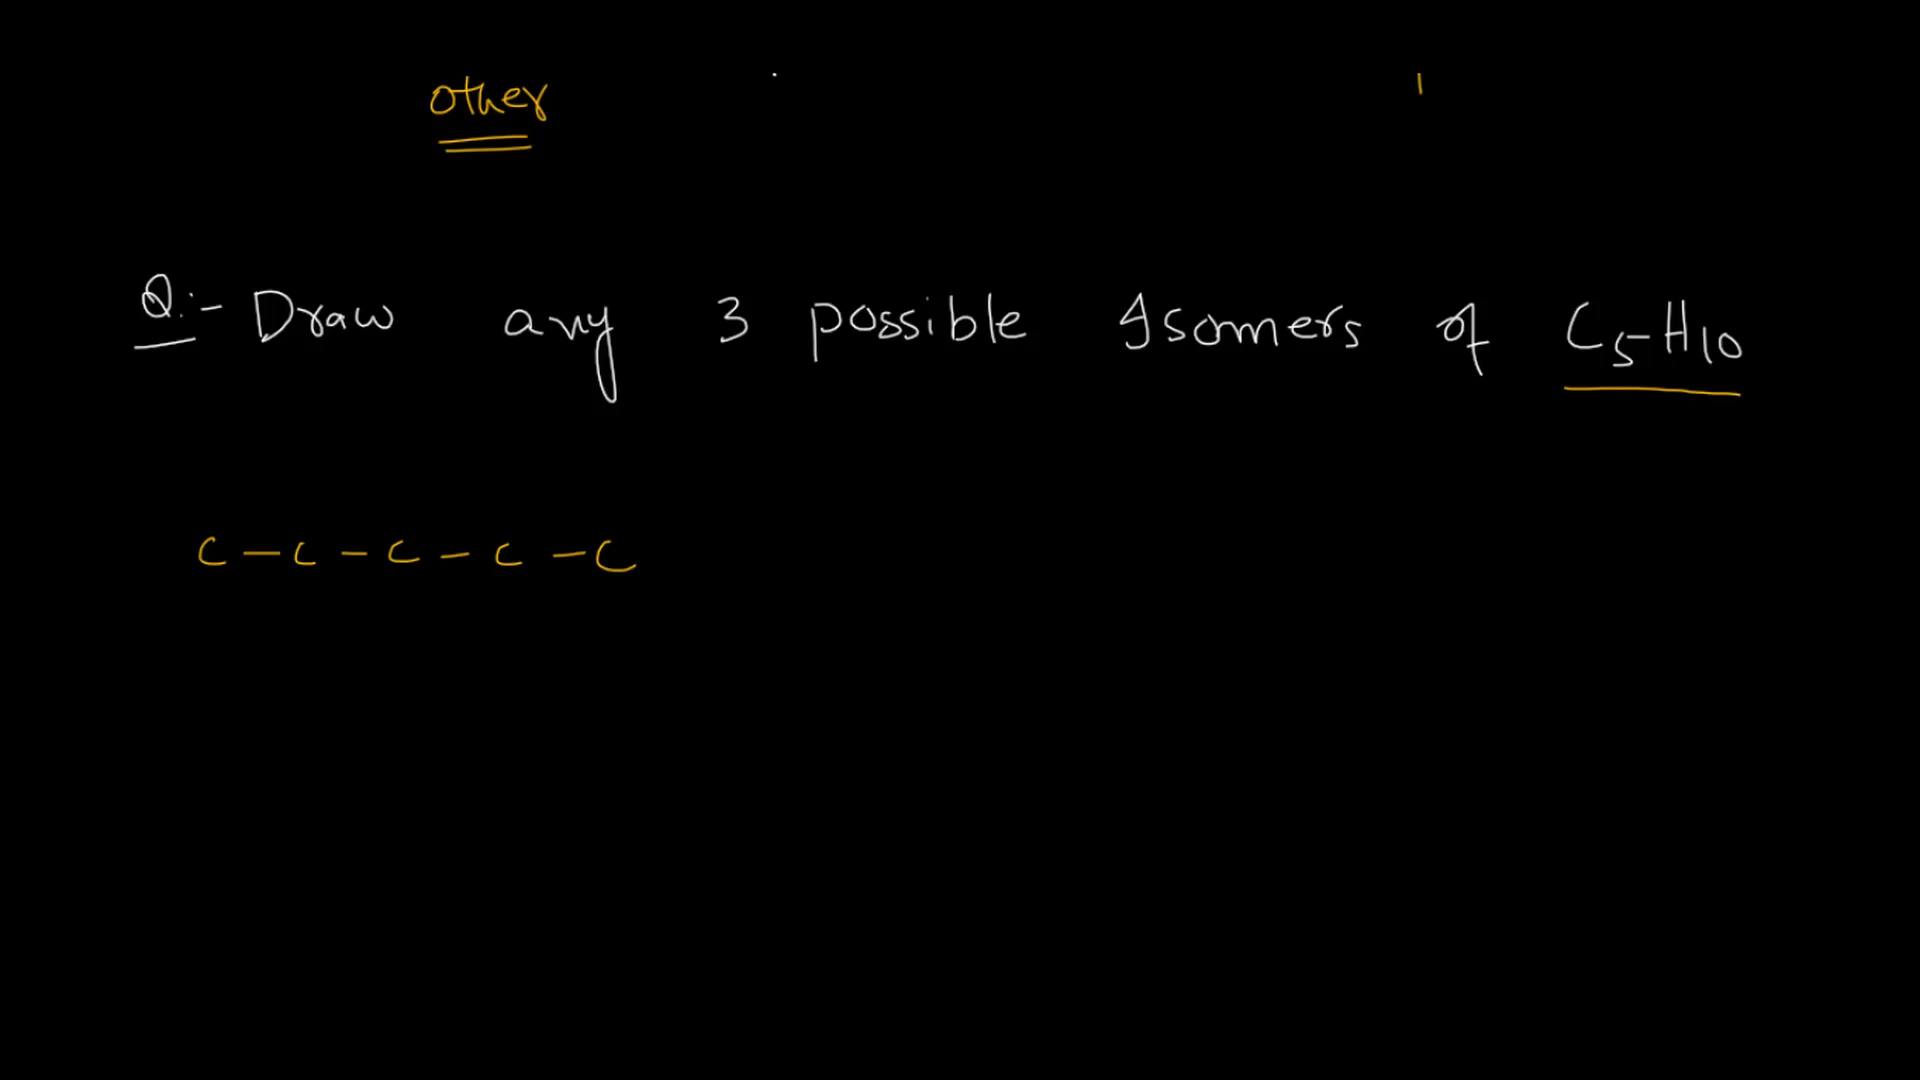 other
Q:- Draw any 3 possible Isomers of C5H10
C-C-C-C-C